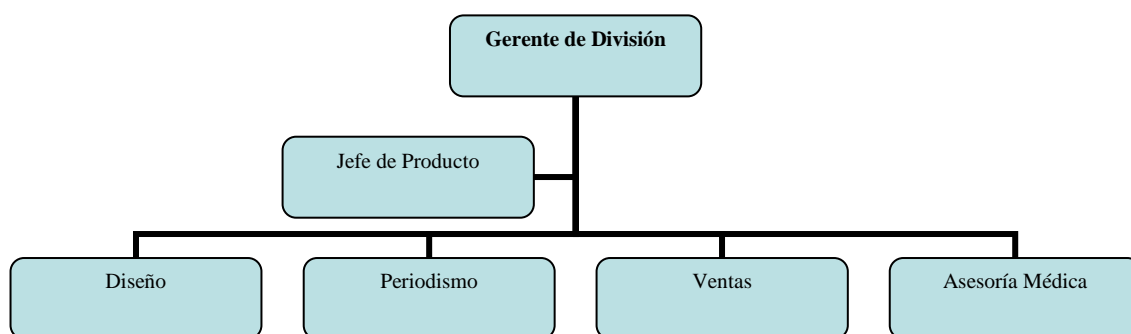 Gerente de División
Jefe de Producto
Diseño
Periodismo
Ventas
Asesoría Médica